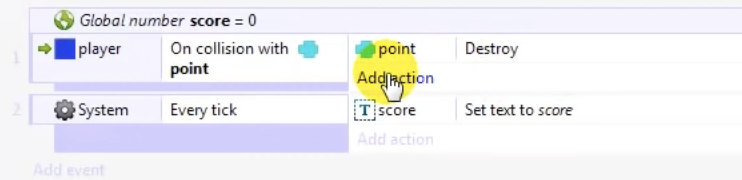 Global number score = 0
1
player On collision with point point Destroy
Add action
2
System Every tick T score Set text to score
Add action
Add event